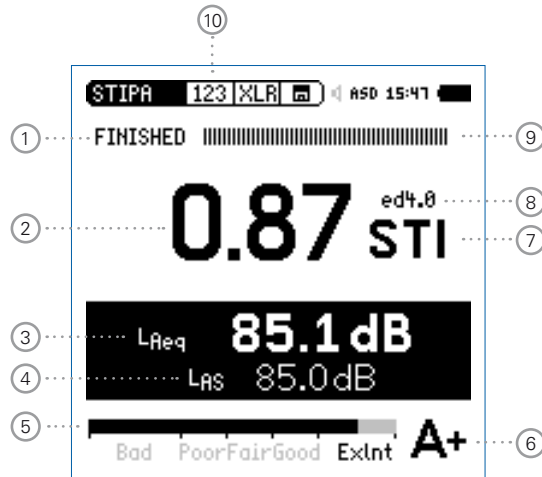 10
STIPA 123 XLR ASD 15:47
1 FINISHED 9
ed4.0 8
2 0.87 STI 7
3 LAeq 85.1 dB
4 LAS 85.0 dB
5
Bad Poor Fair Good Exlnt A+ 6